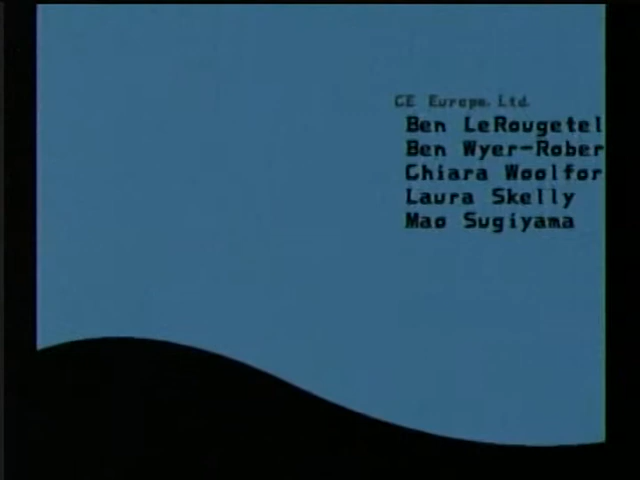 CE Europe. Ltd.
Ben LeRougetel
Ben Wyer-Rober
Chiara Woolfor
Laura Skelly
Mao Sugiyama